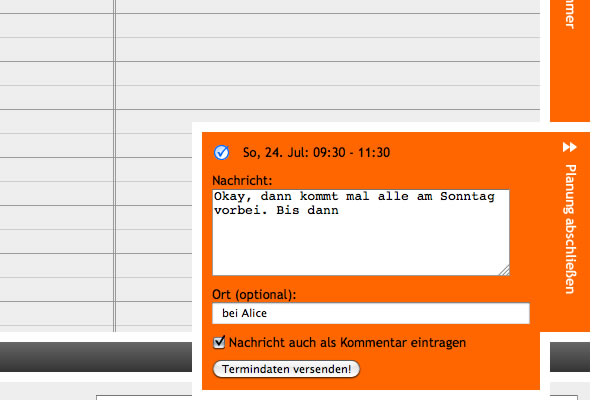 mmer
So, 24. Jul: 09:30 - 11:30
Nachricht:
Okay, dann kommt mal alle am Sonntag
vorbei. Bis dann
Ort (optional):
bei Alice
Nachricht auch als Kommentar eintragen
Termindaten versenden!
Planung abschließen